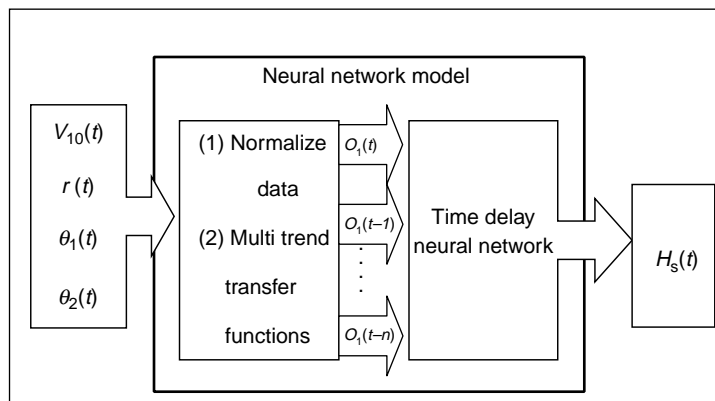 Neural network model
V10(t)
r (t)
θ1(t)
θ2(t)
(1) Normalize
data
(2) Multi trend
transfer
functions
O1(t)
O1(t–1)
O1(t–n)
Time delay
neural network
Hs(t)